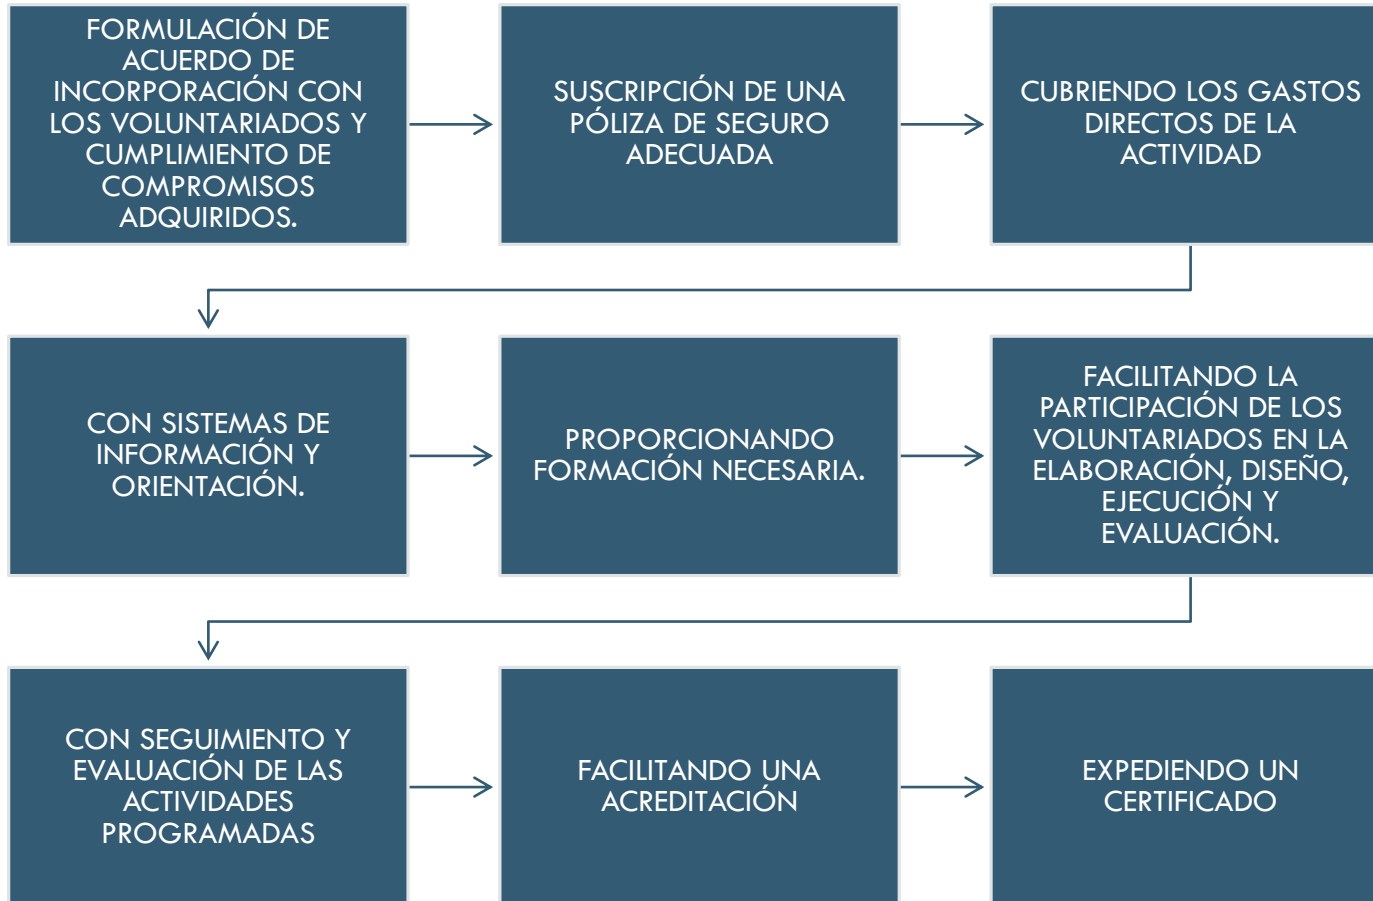 FORMULACIÓN DE
ACUERDO DE
INCORPORACIÓN CON
LOS VOLUNTARIADOS Y
CUMPLIMIENTO DE
COMPROMISOS
ADQUIRIDOS.
SUSCRIPCIÓN DE UNA
PÓLIZA DE SEGURO
ADECUADA
CUBRIENDO LOS GASTOS
DIRECTOS DE LA
ACTIVIDAD
CON SISTEMAS DE
INFORMACIÓN Y
ORIENTACIÓN.
PROPORCIONANDO
FORMACIÓN NECESARIA.
FACILITANDO LA
PARTICIPACIÓN DE LOS
VOLUNTARIADOS EN LA
ELABORACIÓN, DISEÑO,
EJECUCIÓN Y
EVALUACIÓN.
CON SEGUIMIENTO Y
EVALUACIÓN DE LAS
ACTIVIDADES
PROGRAMADAS
FACILITANDO UNA
ACREDITACIÓN
EXPEDIENDO UN
CERTIFICADO